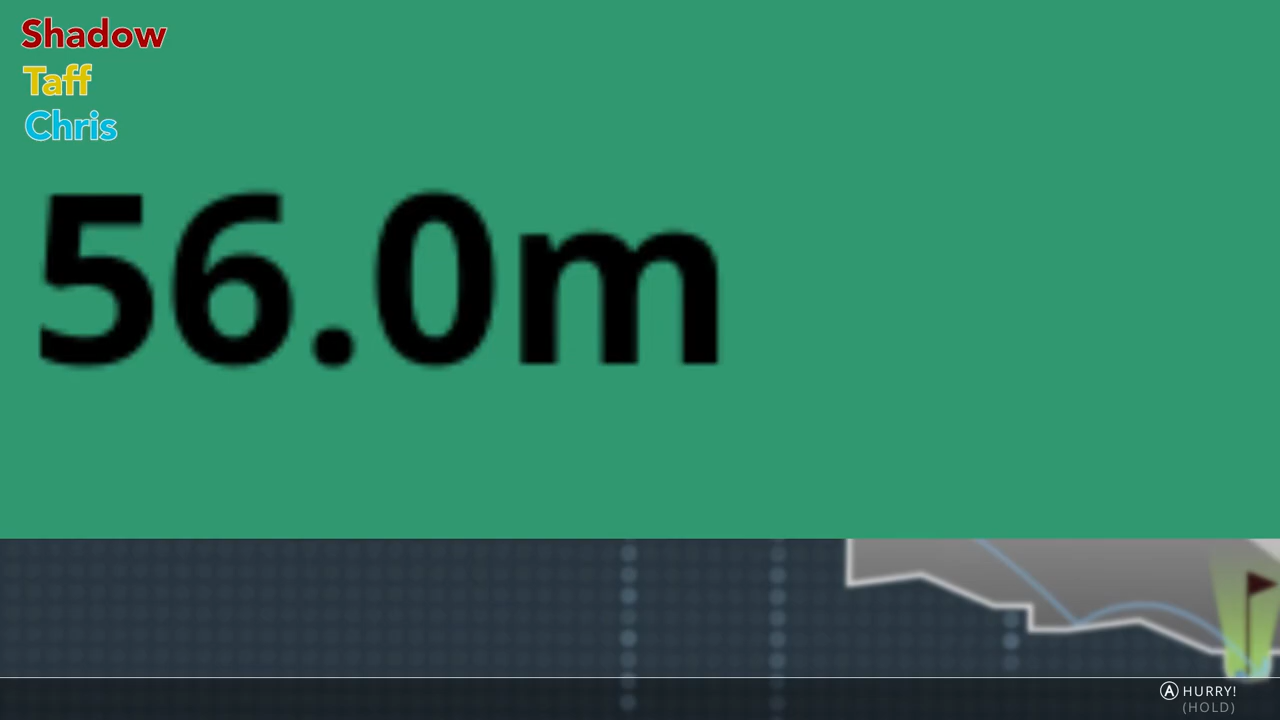 Shadow
Taff
Chris
56.0m
Ⓐ HURRY!
(HOLD)